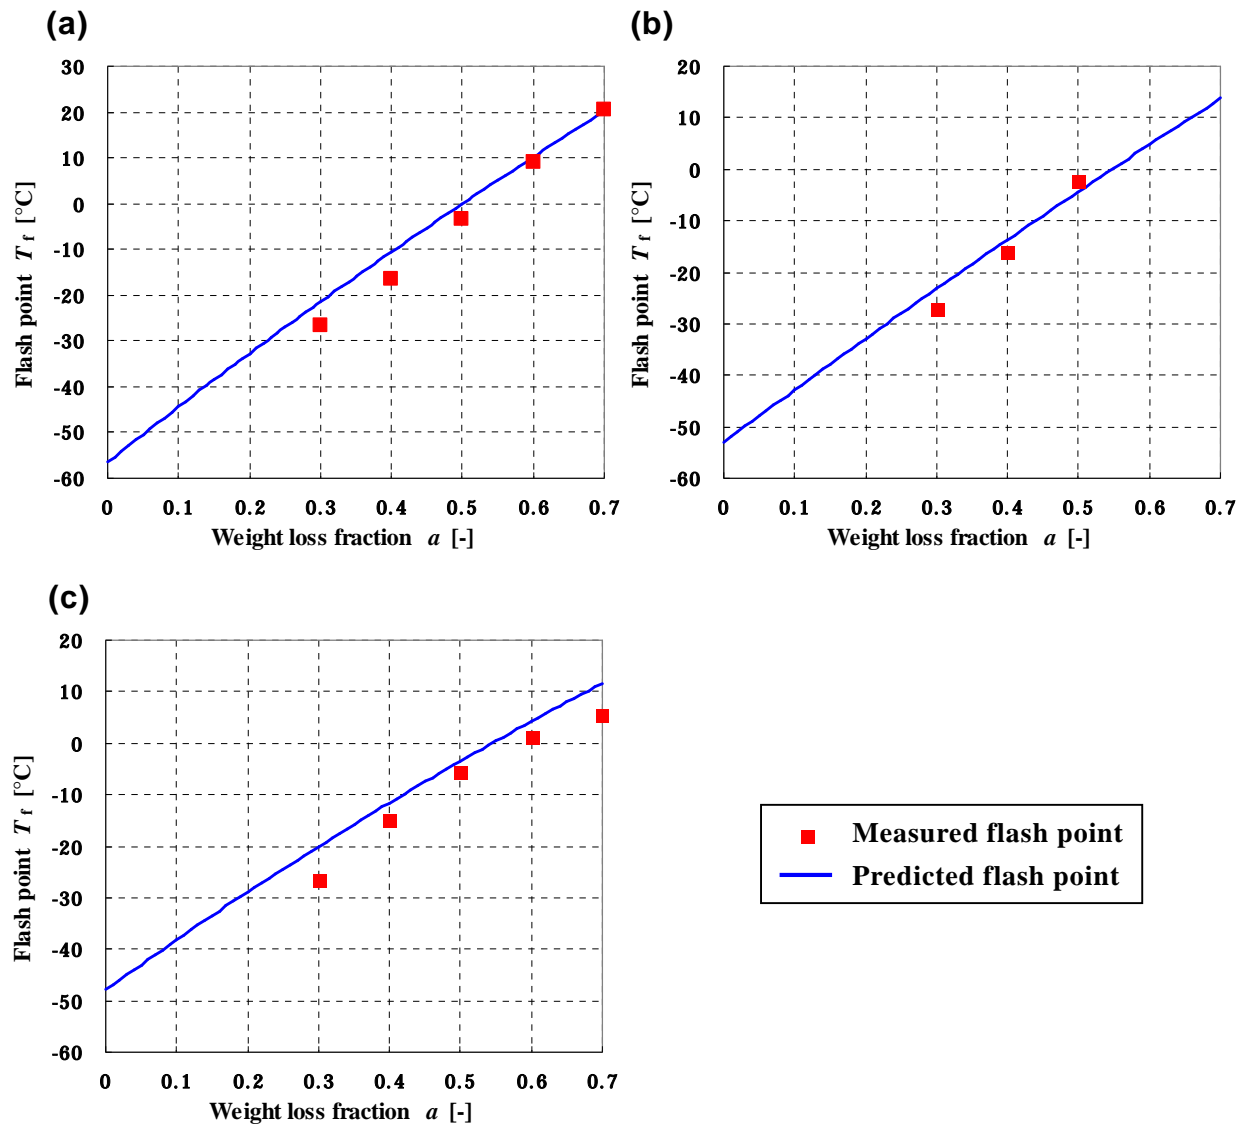 (a)
30
20
10
0
-10
-20
-30
-40
-50
-60
Flash point T f [°C]
0 0.1 0.2 0.3 0.4 0.5 0.6 0.7
Weight loss fraction a [-]
(b)
20
10
0
-10
-20
-30
-40
-50
-60
Flash point T f [°C]
0 0.1 0.2 0.3 0.4 0.5 0.6 0.7
Weight loss fraction a [-]
(c)
20
10
0
-10
-20
-30
-40
-50
-60
Flash point T f [°C]
0 0.1 0.2 0.3 0.4 0.5 0.6 0.7
Weight loss fraction a [-]
Measured flash point
Predicted flash point